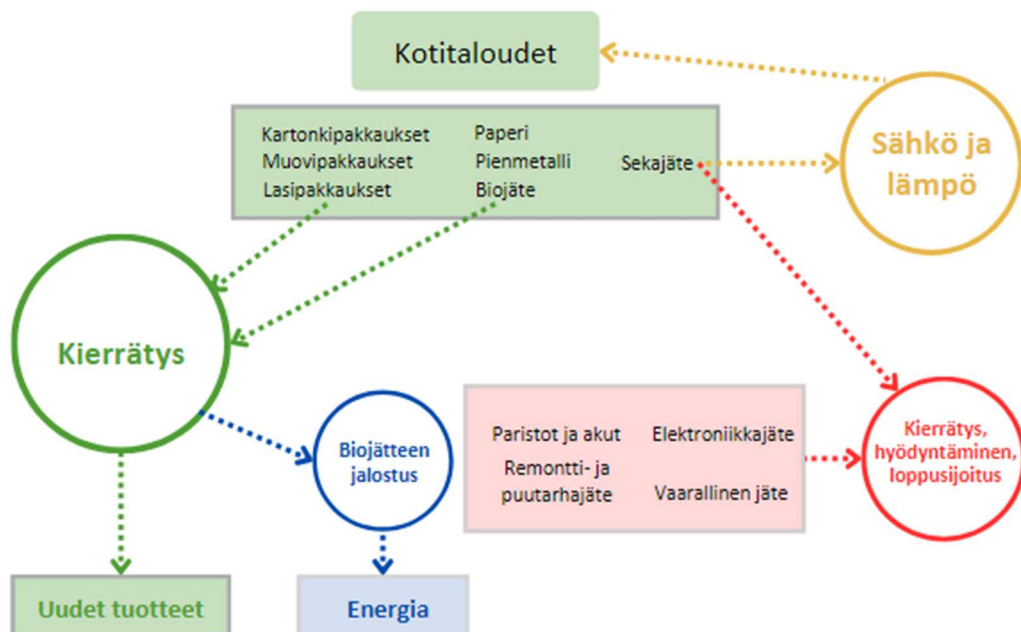 Kotitaloudet
Kartonkipakkaukset
Muovipakkaukset
Lasipakkaukset
Paperi
Pienmetalli
Biojäte
Sekajäte
Sähkö ja
lämpö
Kierrätys
Biojätteen
jalostus
Paristot ja akut
Remontti- ja
puutarhajäte
Elektroniikkajäte
Vaarallinen jäte
Kierrätys,
hyödyntäminen,
loppusijoitus
Uudet tuotteet
Energia